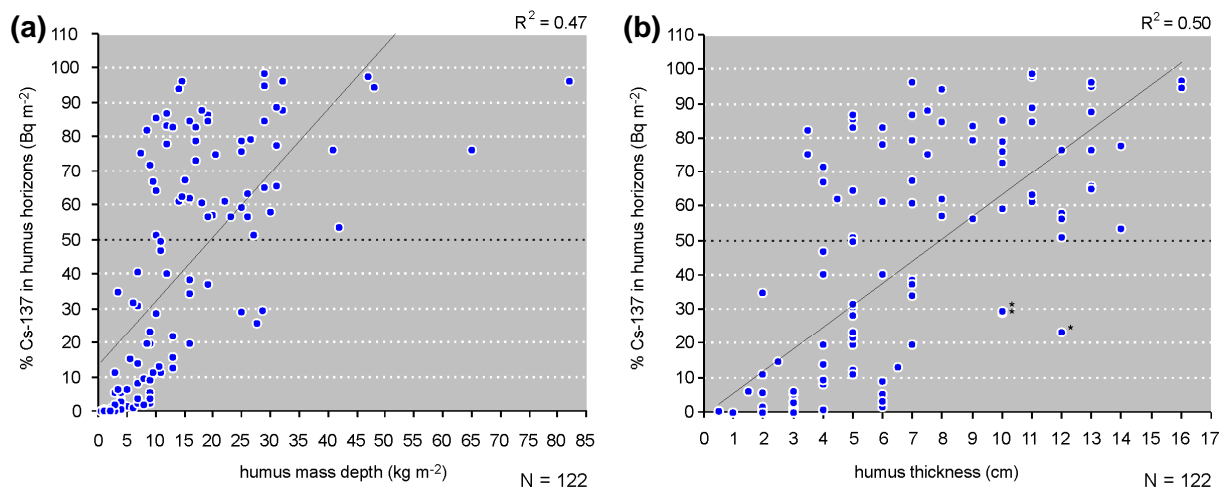 (a)
R² = 0.47
% Cs-137 in humus horizons (Bq m⁻²)
110
100
90
80
70
60
50
40
30
20
10
0
0 5 10 15 20 25 30 35 40 45 50 55 60 65 70 75 80 85
humus mass depth (kg m⁻²)
N = 122
(b)
R² = 0.50
% Cs-137 in humus horizons (Bq m⁻²)
110
100
90
80
70
60
50
40
30
20
10
0
*
*
*
0 1 2 3 4 5 6 7 8 9 10 11 12 13 14 15 16 17
humus thickness (cm)
N = 122